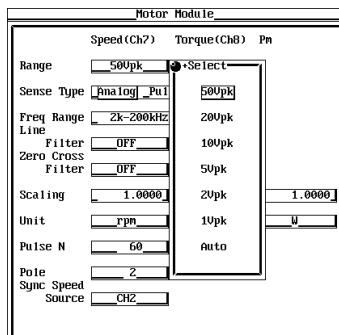 Motor Module
Speed(Ch7) Torque(Ch8) Pm
Range 50Vpk
+Select
Sense Type Analog Pul
50Vpk
Freq Range 2k-200kHz
20Vpk
Line
Filter OFF
10Vpk
Zero Cross
Filter OFF
5Vpk
Scaling 1.0000
2Vpk
1.0000
Unit rpm
1Vpk
W
Pulse N 60
Auto
Pole 2
Sync Speed
Source CH2